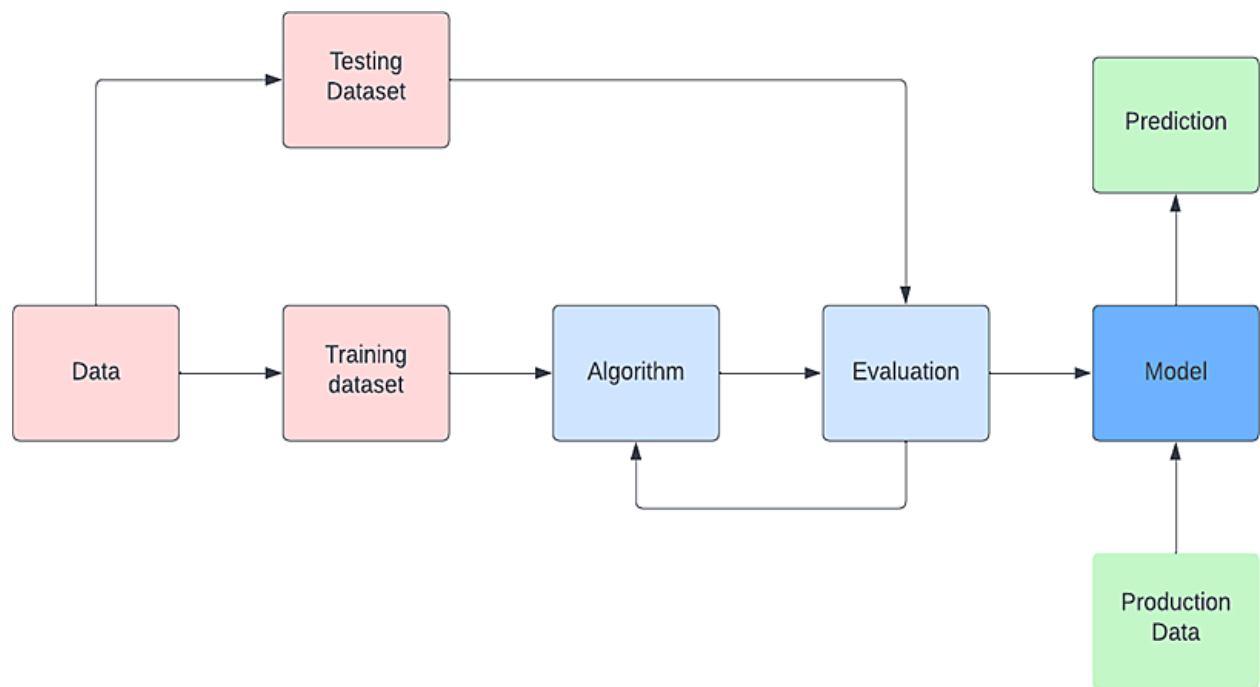 Testing
Dataset
Prediction
Data
Training
dataset
Algorithm
Evaluation
Model
Production
Data